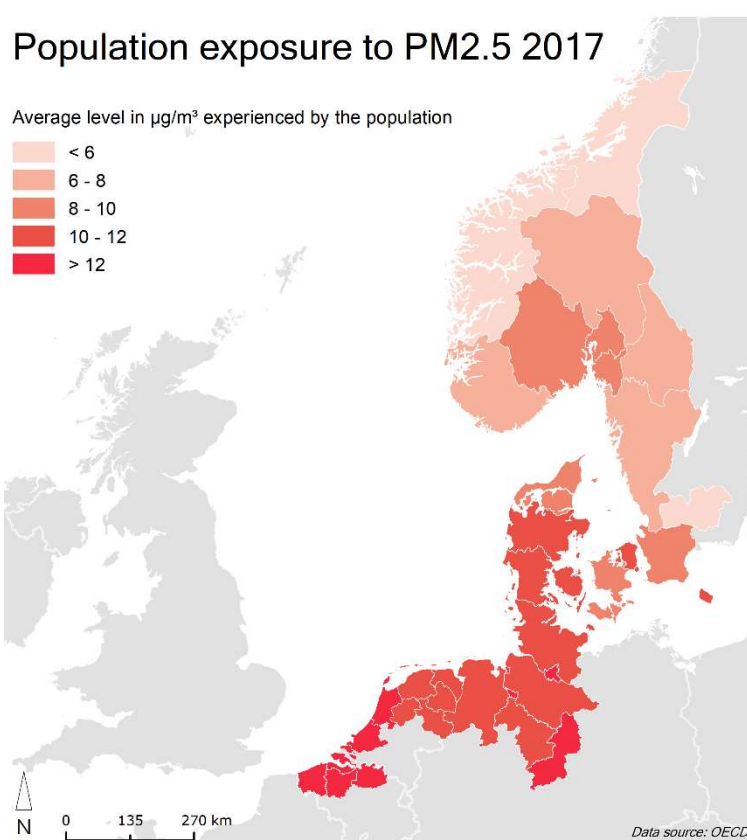 Population exposure to PM2.5 2017
Average level in µg/m³ experienced by the population
< 6
6 - 8
8 - 10
10 - 12
> 12
N
0 135 270 km
Data source: OECD